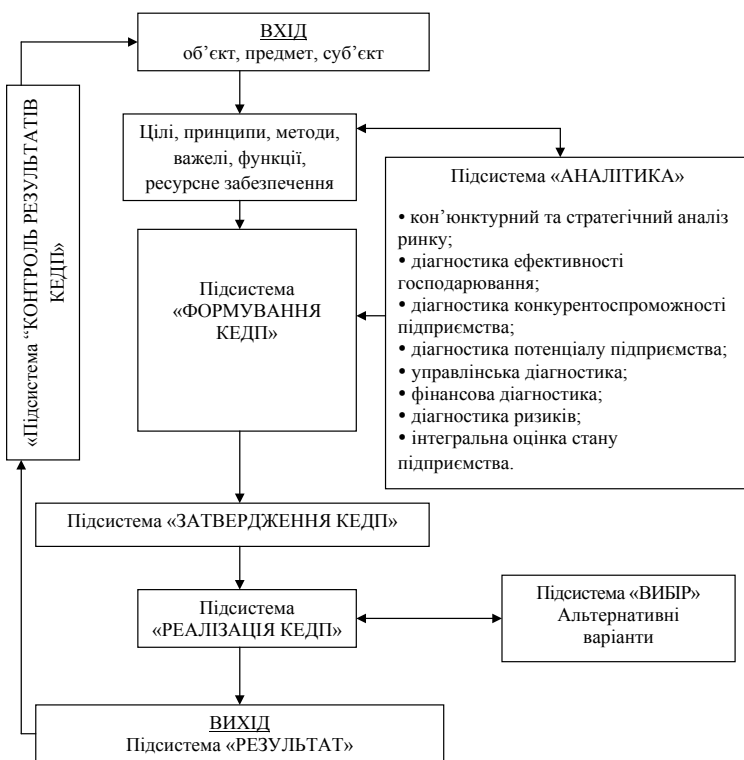 ВХІД
об’єкт, предмет, суб’єкт
«Підсистема “КОНТРОЛЬ РЕЗУЛЬТАТІВ
КЕДП»
Цілі, принципи, методи,
важелі, функції,
ресурсне забезпечення
Підсистема «АНАЛІТИКА»
• кон’юнктурний та стратегічний аналіз
ринку;
• діагностика ефективності
господарювання;
• діагностика конкурентоспроможності
підприємства;
• діагностика потенціалу підприємства;
• управлінська діагностика;
• фінансова діагностика;
• діагностика ризиків;
• інтегральна оцінка стану
підприємства.
Підсистема
«ФОРМУВАННЯ
КЕДП»
Підсистема «ЗАТВЕРДЖЕННЯ КЕДП»
Підсистема
«РЕАЛІЗАЦІЯ КЕДП»
Підсистема «ВИБІР»
Альтернативні
варіанти
ВИХІД
Підсистема «РЕЗУЛЬТАТ»